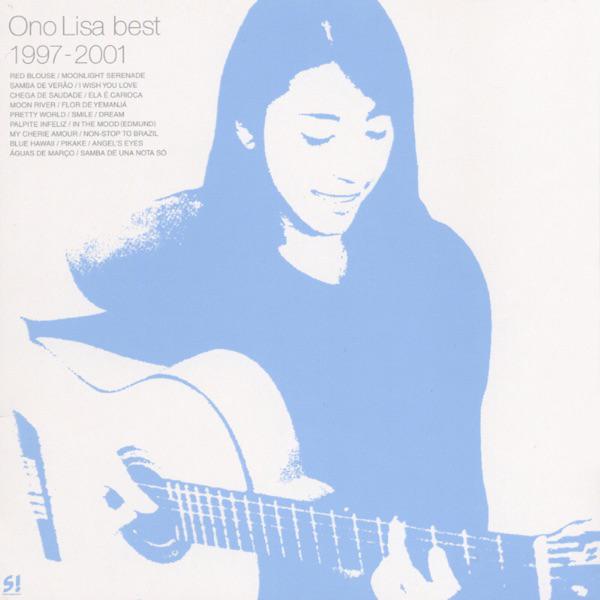 Ono Lisa best
1997-2001
RED BLOUSE / MOONLIGHT SERENADE
SAMBA DE VERÃO / I WISH YOU LOVE
CHEGA DE SAUDADE / ELA É CARIOCA
MOON RIVER / FLOR DE YEMANJÁ
PRETTY WORLD / SMILE / DREAM
PALPITE INFELIZ / IN THE MOOD (EDMUND)
MY CHERIE AMOUR / NON-STOP TO BRAZIL
BLUE HAWAII / PIKAKE / ANGEL'S EYES
ÁGUAS DE MARÇO / SAMBA DE UNA NOTA SÓ
S!